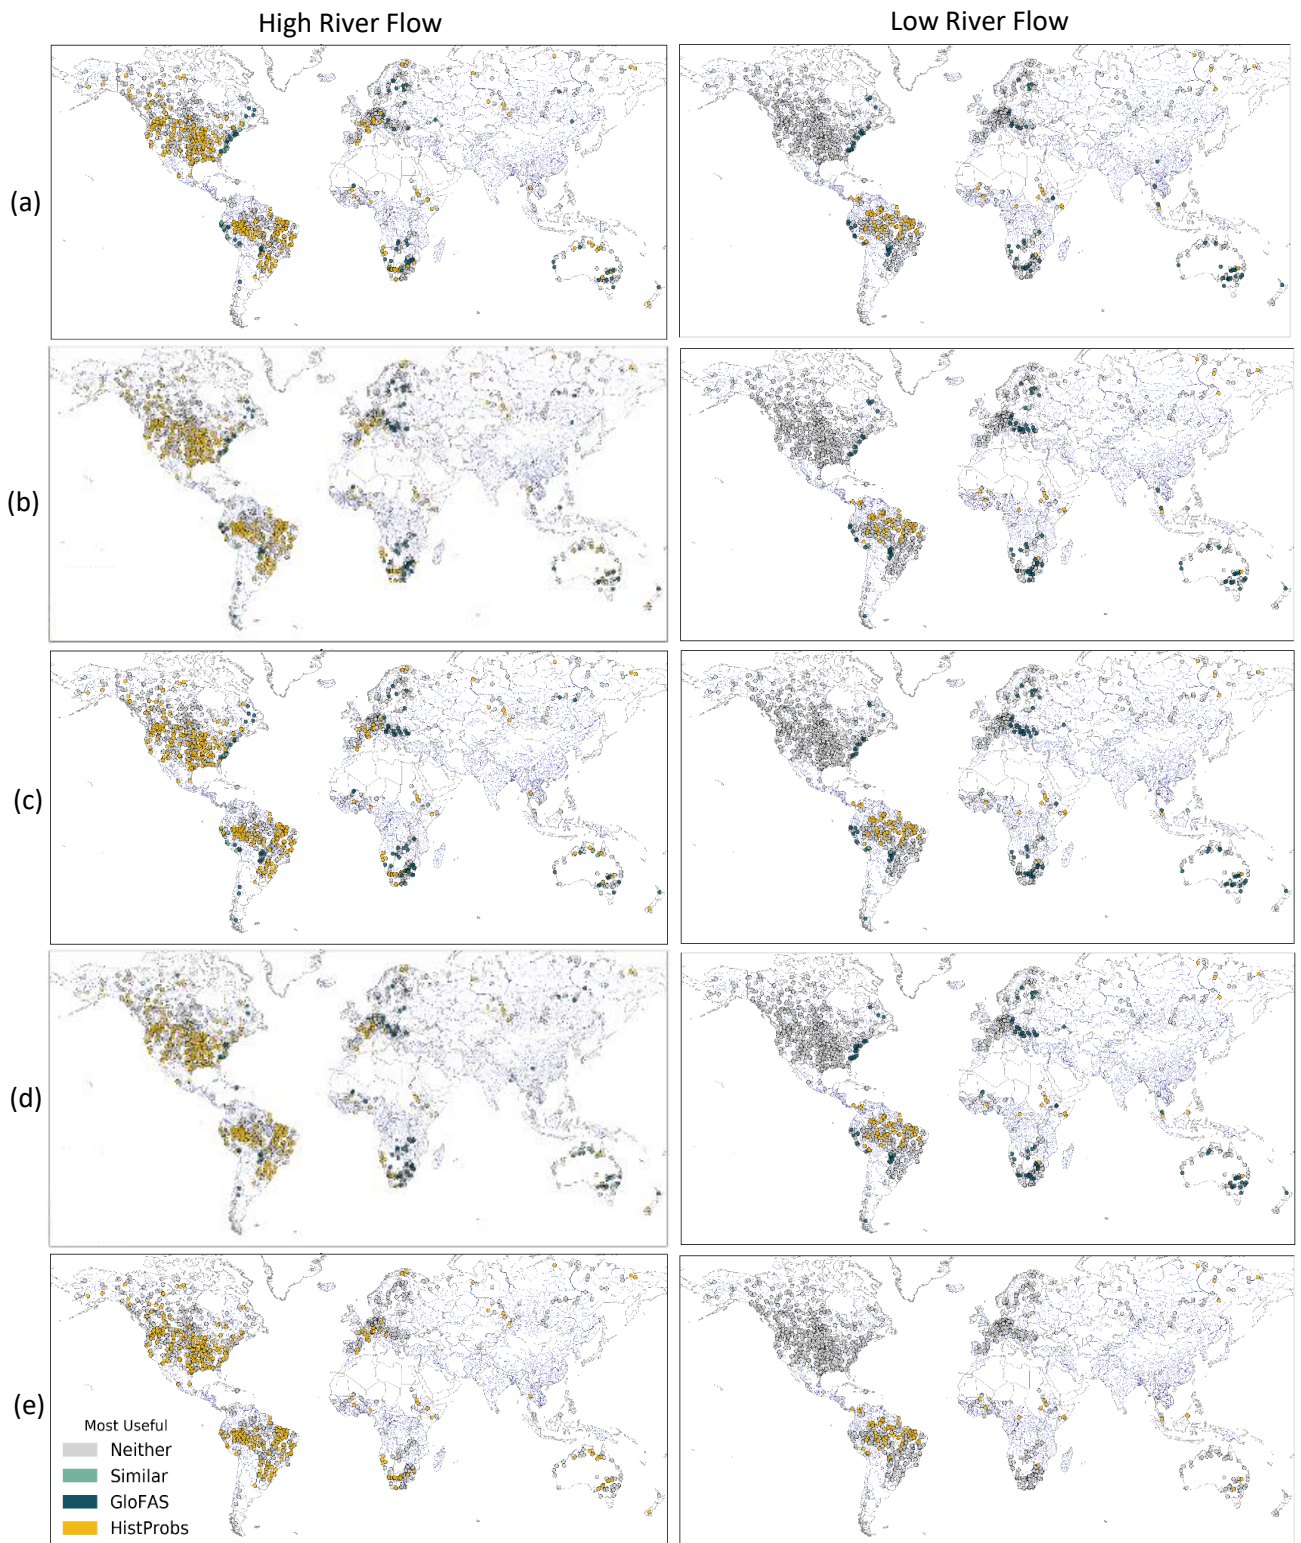 High River Flow
Low River Flow
(a)
(b)
(c)
(d)
(e)
Most Useful
Neither
Similar
GloFAS
HistProbs